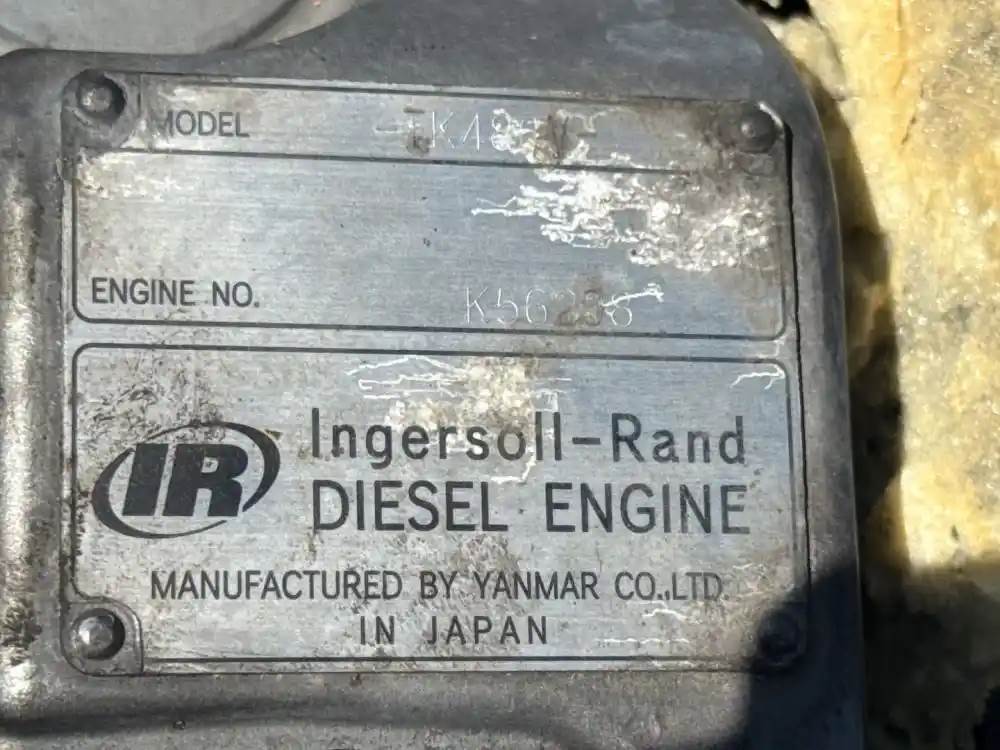 MODEL
ENGINE NO.
IR Ingersoll-Rand
DIESEL ENGINE
MANUFACTURED BY YANMAR CO.,LTD.
IN JAPAN